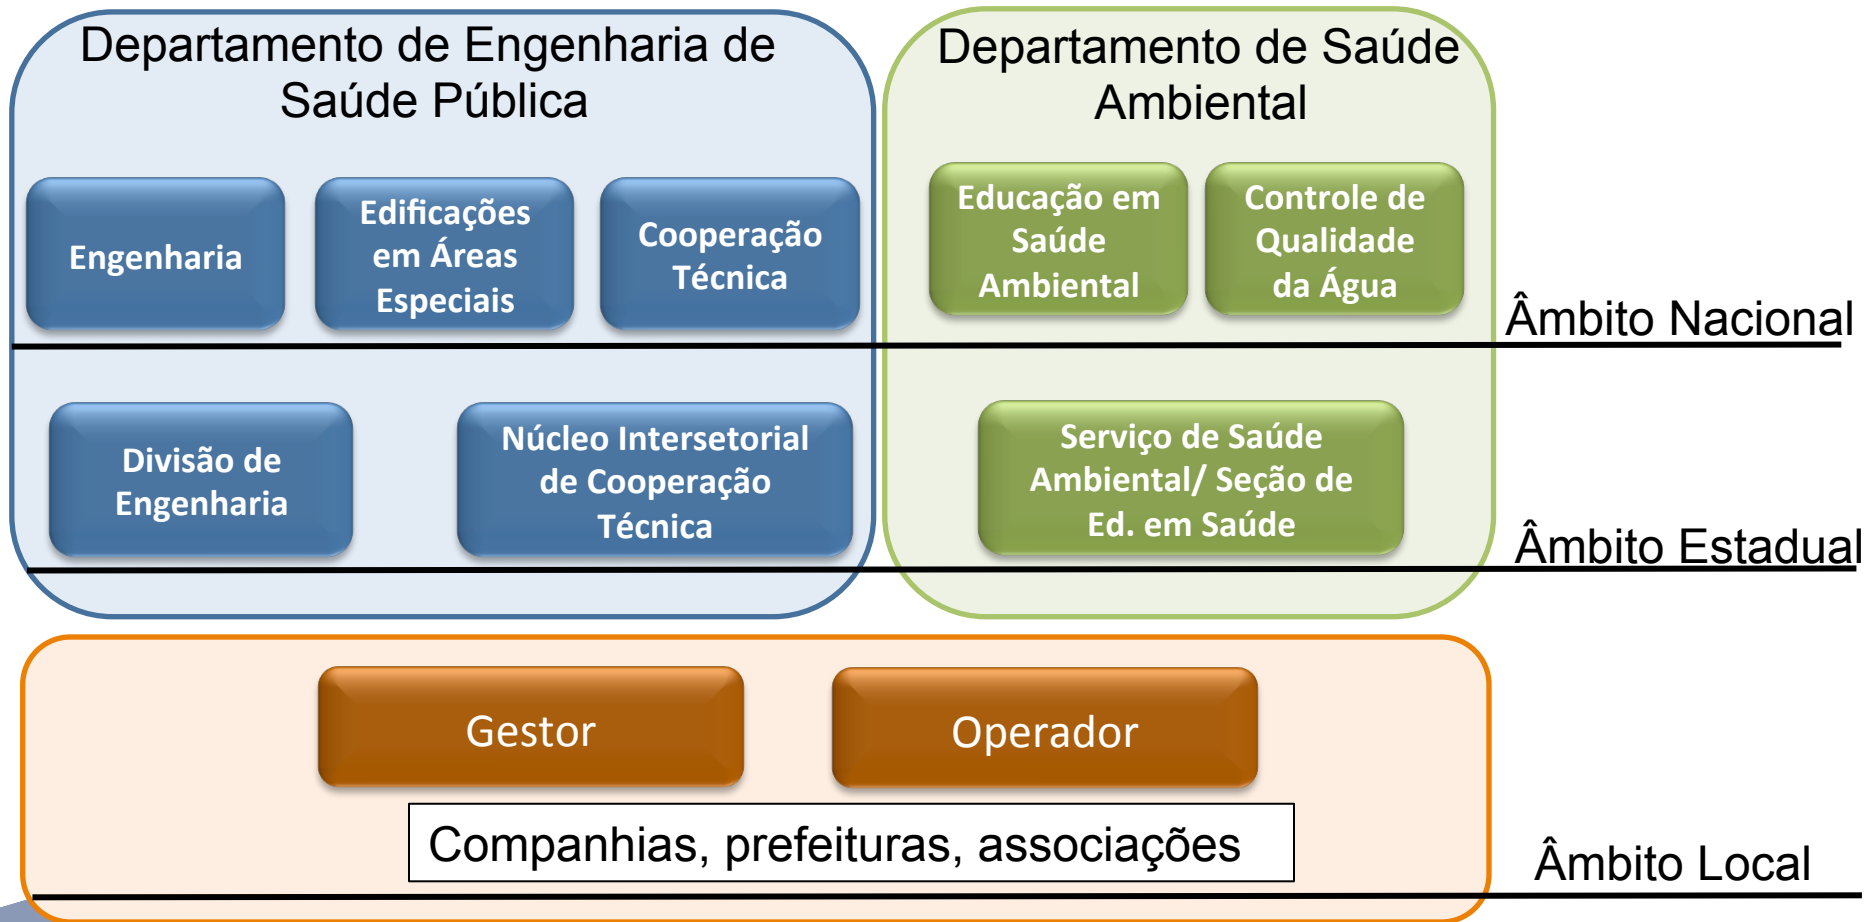 Departamento de Engenharia de
Saúde Pública
Departamento de Saúde
Ambiental
Engenharia
Edificações
em Áreas
Especiais
Cooperação
Técnica
Educação em
Saúde
Ambiental
Controle de
Qualidade
da Água
Âmbito Nacional
Divisão de
Engenharia
Núcleo Intersetorial
de Cooperação
Técnica
Serviço de Saúde
Ambiental/ Seção de
Ed. em Saúde
Âmbito Estadual
Gestor
Operador
Companhias, prefeituras, associações
Âmbito Local